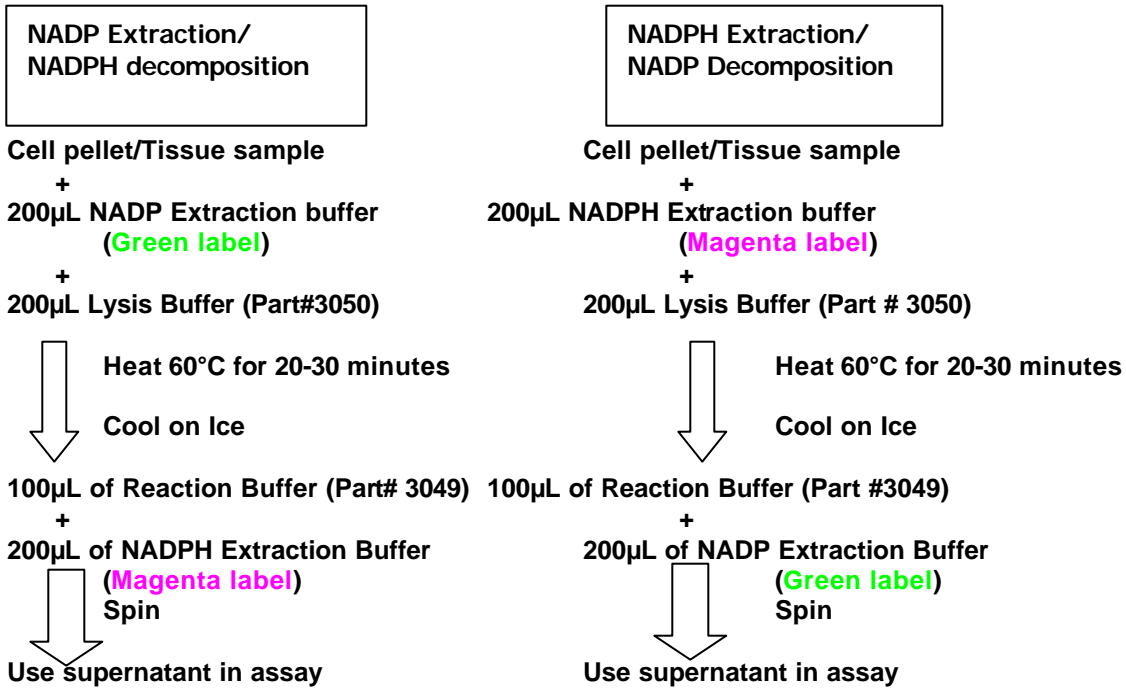 NADP Extraction/
NADPH decomposition
Cell pellet/Tissue sample
+
200µL NADP Extraction buffer
(Green label)
+
200µL Lysis Buffer (Part#3050)
Heat 60°C for 20-30 minutes
Cool on Ice
100µL of Reaction Buffer (Part# 3049)
+
200µL of NADPH Extraction Buffer
(Magenta label)
Spin
Use supernatant in assay
NADPH Extraction/
NADP Decomposition
Cell pellet/Tissue sample
+
200µL NADPH Extraction buffer
(Magenta label)
+
200µL Lysis Buffer (Part # 3050)
Heat 60°C for 20-30 minutes
Cool on Ice
100µL of Reaction Buffer (Part #3049)
+
200µL of NADP Extraction Buffer
(Green label)
Spin
Use supernatant in assay